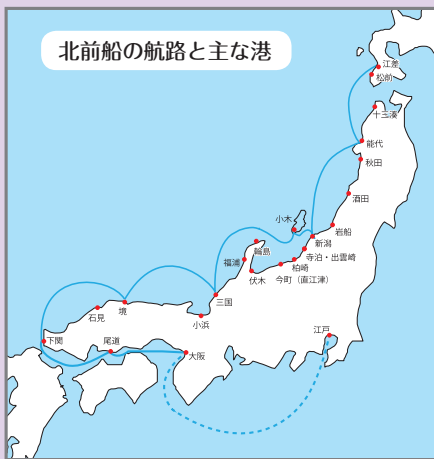 北前船の航路と主な港
江差
松前
十三湊
能代
秋田
酒田
小木
岩船
新潟
輪島
寺泊・出雲崎
福浦
柏崎
伏木
今町（直江津）
三国
境
石見
小浜
江戸
下関
尾道
大阪